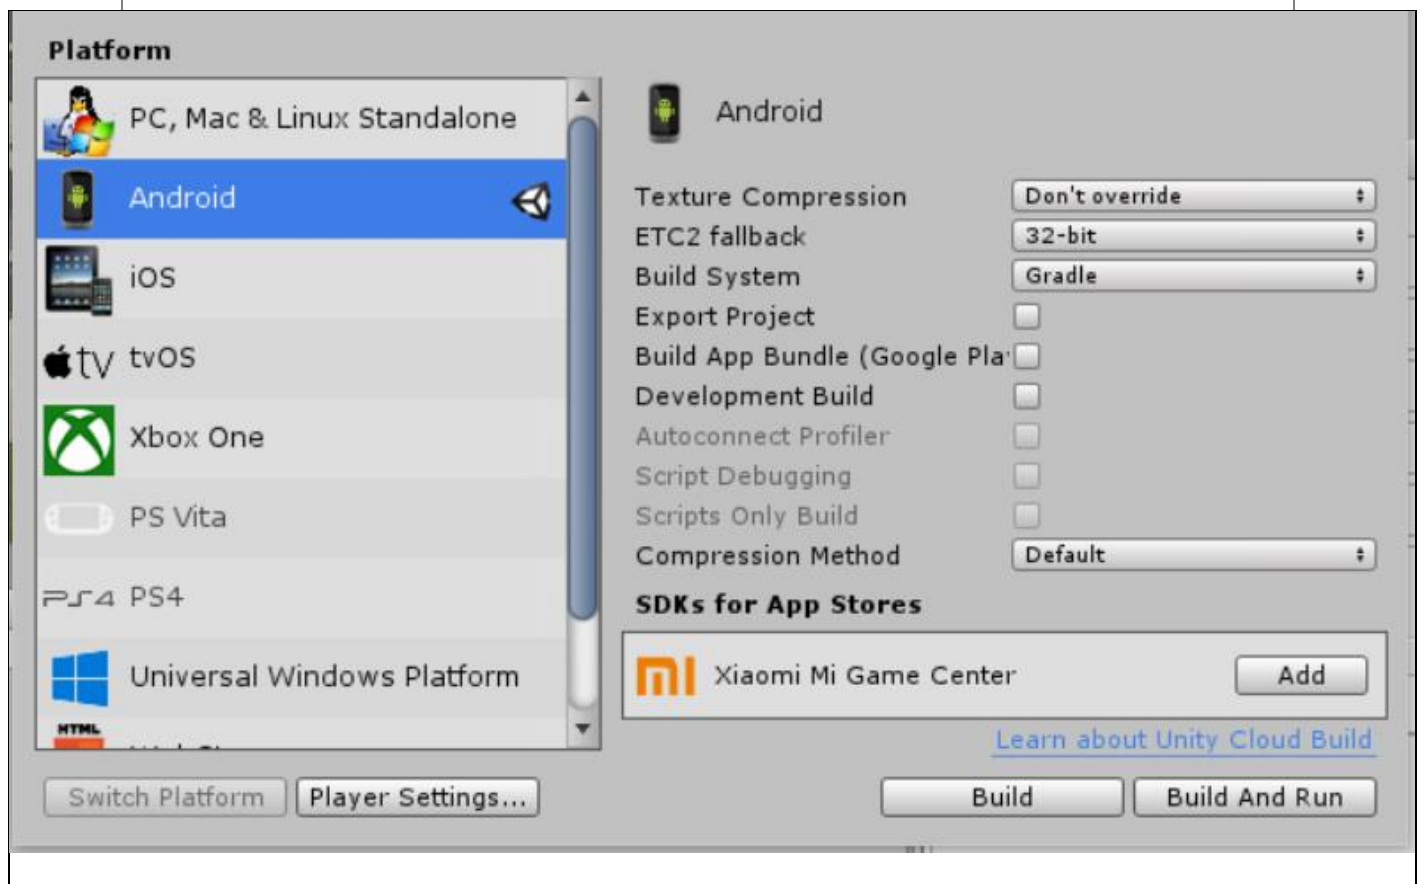 Platform
PC, Mac & Linux Standalone
Android
iOS
tv tvOS
Xbox One
PS Vita
PS4 PS4
Universal Windows Platform
HTML
Android
Texture Compression Don't override
ETC2 fallback 32-bit
Build System Gradle
Export Project
Build App Bundle (Google Pla
Development Build
Autoconnect Profiler
Script Debugging
Scripts Only Build
Compression Method Default
SDKs for App Stores
mi Xiaomi Mi Game Center Add
Learn about Unity Cloud Build
Switch Platform Player Settings... Build Build And Run